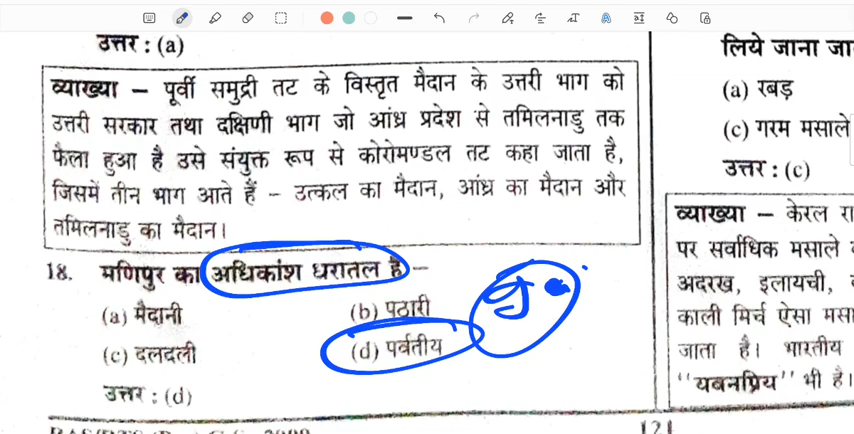 उत्तर : (a)
व्याख्या – पूर्वी समुद्री तट के विस्तृत मैदान के उत्तरी भाग को
उत्तरी सरकार तथा दक्षिणी भाग जो आंध्र प्रदेश से तमिलनाडु तक
फैला हुआ है उसे संयुक्त रूप से कोरोमण्डल तट कहा जाता है,
जिसमें तीन भाग आते हैं – उत्कल का मैदान, आंध्र का मैदान और
तमिलनाडु का मैदान।
18. मणिपुर का अधिकांश धरातल है –
(a) मैदानी (b) पठारी
(c) दलदली (d) पर्वतीय
उत्तर : (d)
लिये जाना जा
(a) रबड़
(c) गरम मसाले
उत्तर : (c)
व्याख्या – केरल रा
पर सर्वाधिक मसाले
अदरख, इलायची,
काली मिर्च ऐसा मसा
जाता है। भारतीय
''यबनप्रिय'' भी है।
121